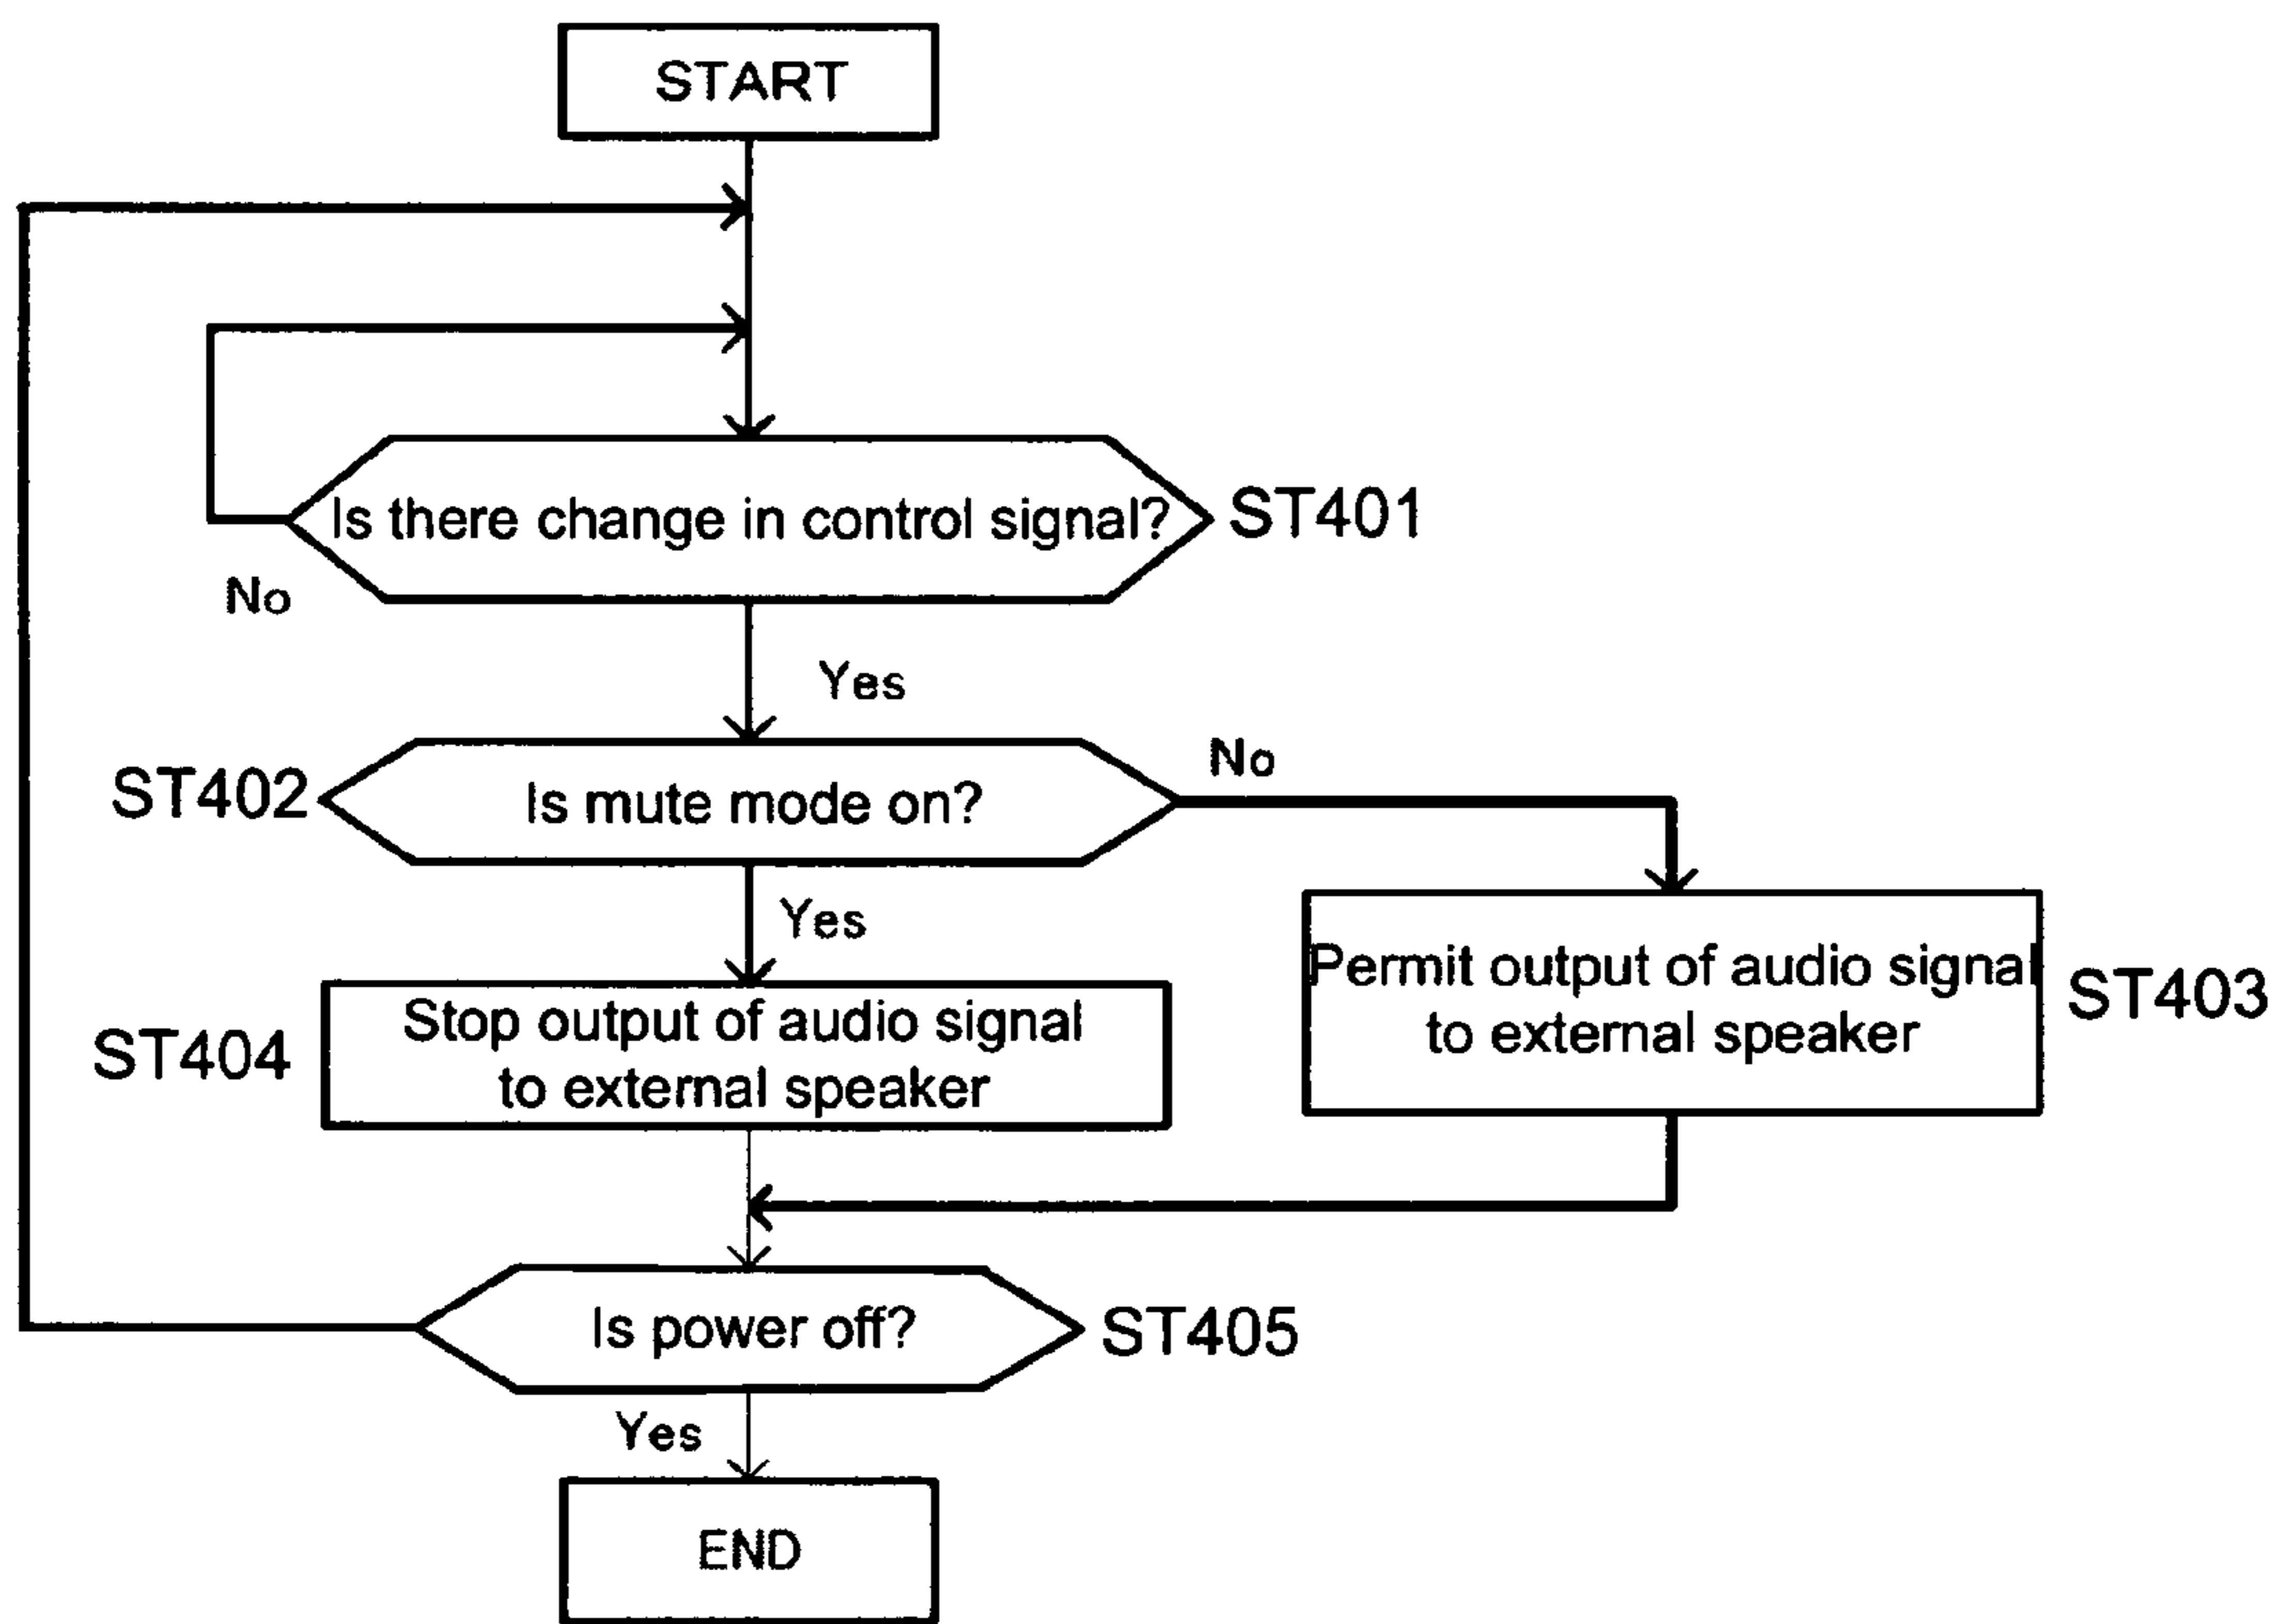 START
Is there change in control signal?
ST401
No
Yes
ST402
Is mute mode on?
No
Yes
Permit output of audio signal
to external speaker
ST403
ST404
Stop output of audio signal
to external speaker
Is power off?
ST405
Yes
END